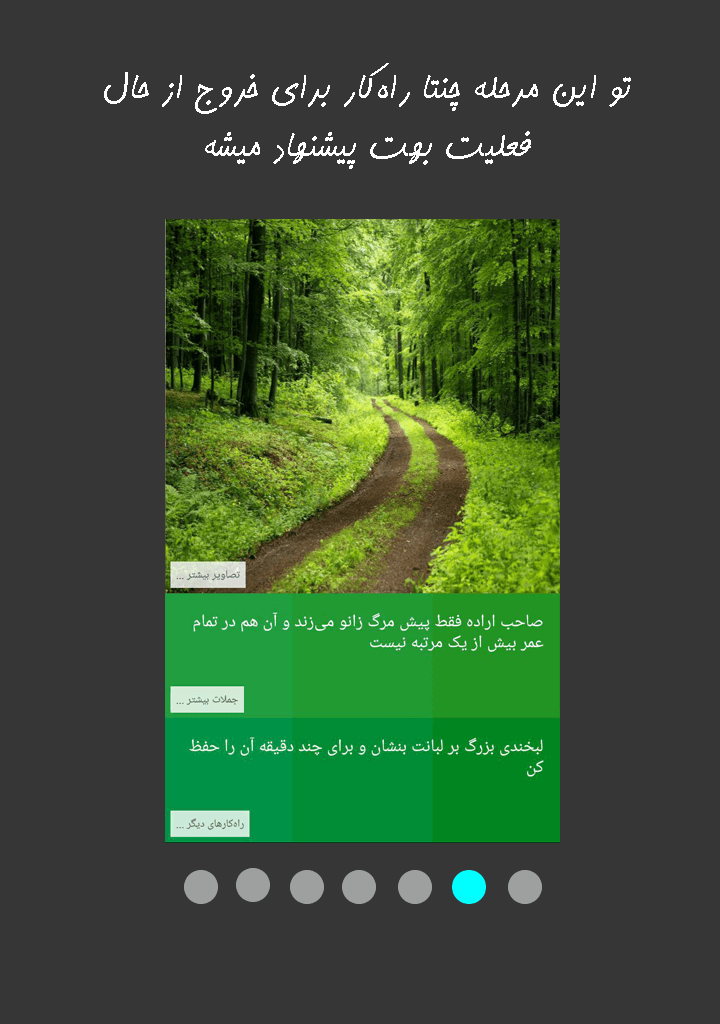 تو این مرحله چنتا راه‌کار برای خروج از حال
فعلیت بهت پیشنهاد میشه
تصاویر بیشتر ...
صاحب اراده فقط پیش مرگ زانو می‌زند و آن هم در تمام
عمر بیش از یک مرتبه نیست
جملات بیشتر ...
لبخندی بزرگ بر لبانت بنشان و برای چند دقیقه آن را حفظ
کن
راه‌کارهای دیگر ...